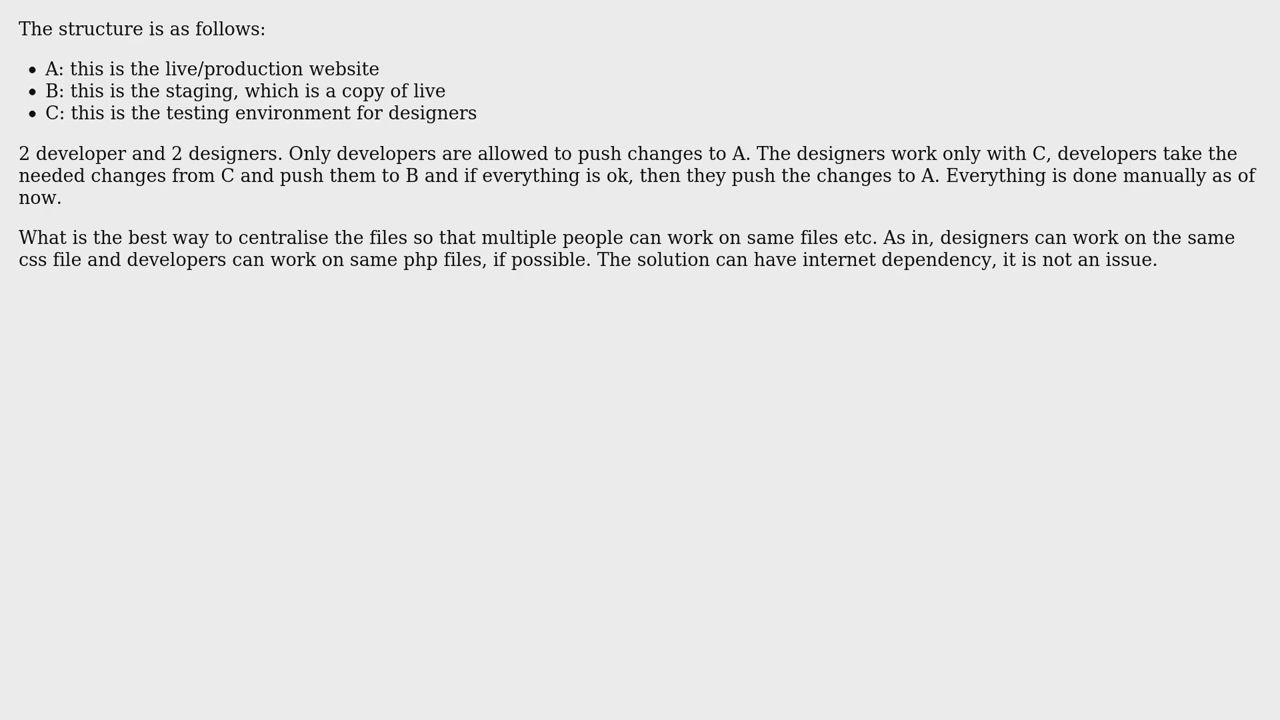 The structure is as follows:
• A: this is the live/production website
• B: this is the staging, which is a copy of live
• C: this is the testing environment for designers
2 developer and 2 designers. Only developers are allowed to push changes to A. The designers work only with C, developers take the
needed changes from C and push them to B and if everything is ok, then they push the changes to A. Everything is done manually as of
now.
What is the best way to centralise the files so that multiple people can work on same files etc. As in, designers can work on the same
css file and developers can work on same php files, if possible. The solution can have internet dependency, it is not an issue.